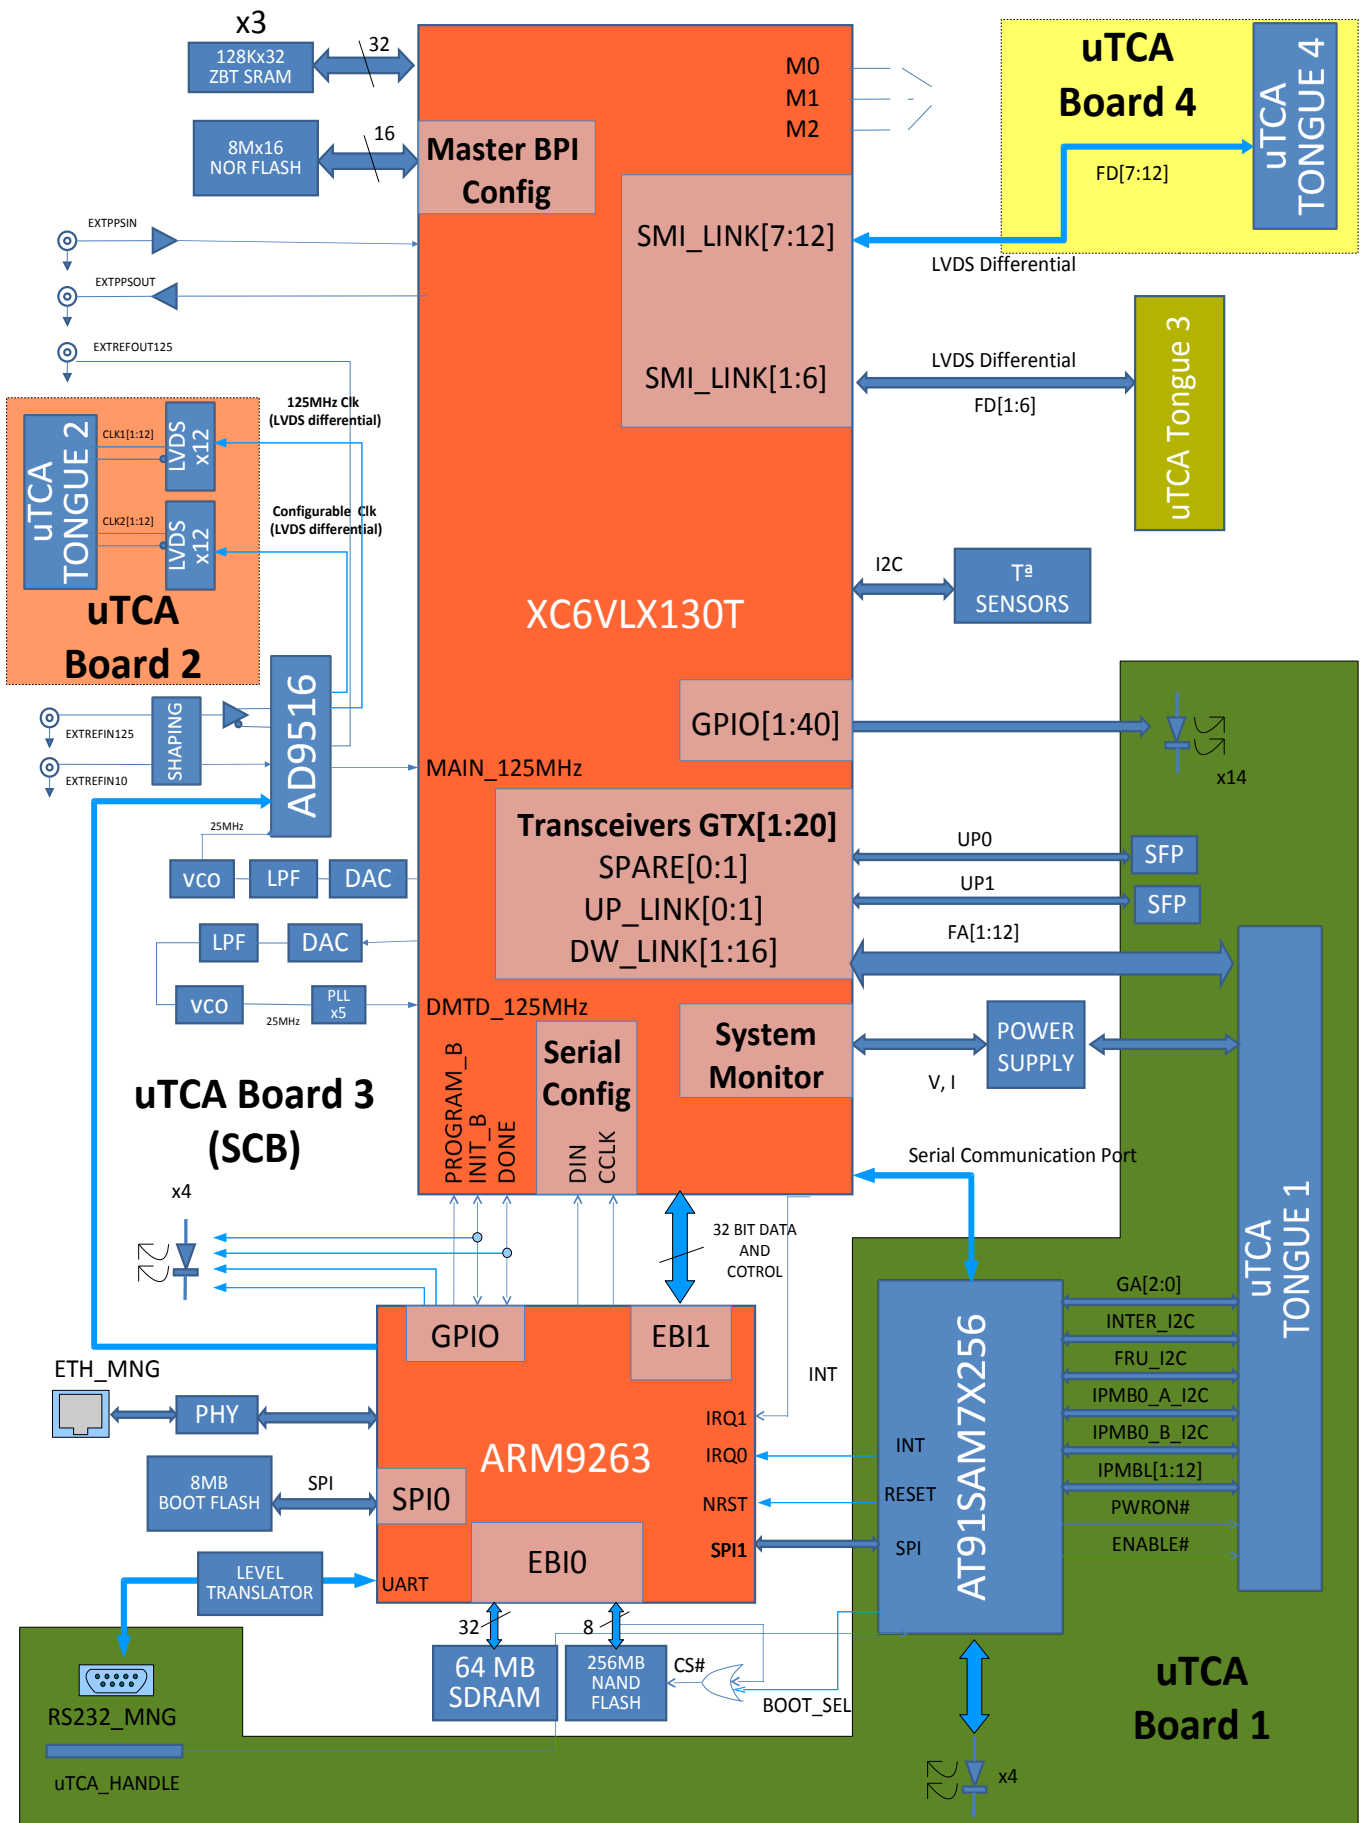 x3
128Kx32
ZBT SRAM
32
8Mx16
NOR FLASH
16
Master BPI
Config
M0
M1
M2
uTCA
Board 4
uTCA
TONGUE 4
FD[7:12]
SMI_LINK[7:12]
LVDS Differential
EXTPPSIN
EXTPPSOUT
EXTREFOUT125
SMI_LINK[1:6]
LVDS Differential
FD[1:6]
uTCA Tongue 3
125MHz Clk
(LVDS differential)
CLK1[1:12]
LVDS
x12
uTCA
TONGUE 2
Configurable Clk
(LVDS differential)
CLK2[1:12]
LVDS
x12
uTCA
Board 2
XC6VLX130T
I2C
Tª
SENSORS
EXTREFIN125
EXTREFIN10
SHAPING
AD9516
MAIN_125MHz
GPIO[1:40]
x14
25MHz
VCO
LPF
DAC
Transceivers GTX[1:20]
SPARE[0:1]
UP_LINK[0:1]
DW_LINK[1:16]
UP0
SFP
UP1
SFP
FA[1:12]
LPF
DAC
VCO
25MHz
PLL
x5
DMTD_125MHz
System
Monitor
V, I
POWER
SUPPLY
uTCA
TONGUE 1
uTCA Board 3
(SCB)
PROGRAM_B
INIT_B
DONE
Serial
Config
DIN
CCLK
Serial Communication Port
x4
32 BIT DATA
AND
COTROL
GPIO
EBI1
INT
ETH_MNG
PHY
ARM9263
IRQ1
IRQ0
NRST
SPI1
INT
RESET
SPI
AT91SAM7X256
GA[2:0]
INTER_I2C
FRU_I2C
IPMB0_A_I2C
IPMB0_B_I2C
IPMBL[1:12]
PWRON#
ENABLE#
8MB
BOOT FLASH
SPI
SPI0
EBI0
LEVEL
TRANSLATOR
UART
32
8
64 MB
SDRAM
256MB
NAND
FLASH
CS#
BOOT_SEL
RS232_MNG
uTCA_HANDLE
x4
uTCA
Board 1